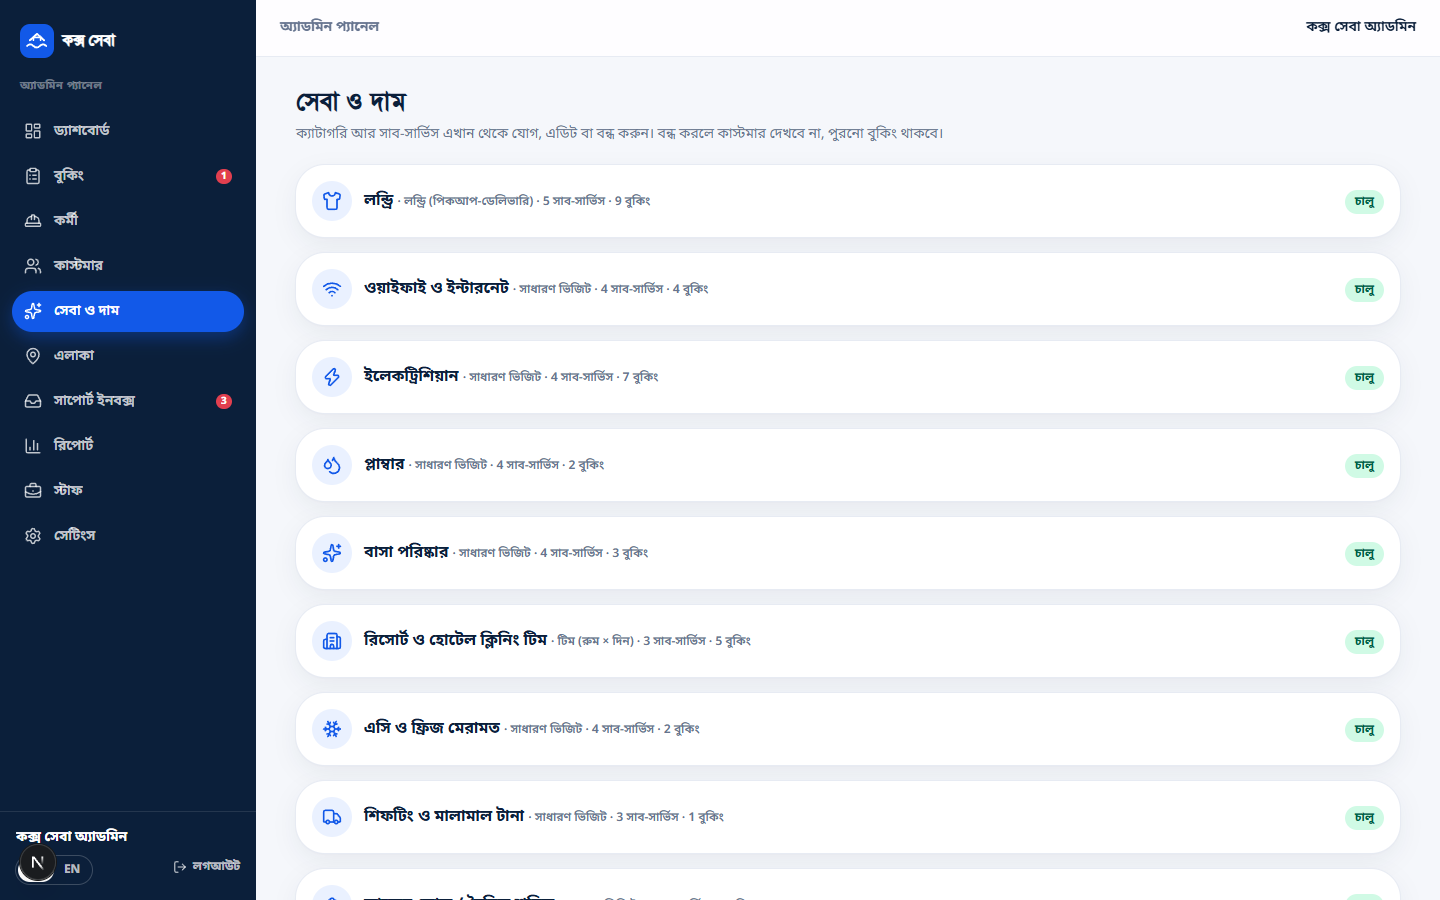 কক্স সেবা
অ্যাডমিন প্যানেল
ড্যাশবোর্ড
বুকিং 1
কর্মী
কাস্টমার
সেবা ও দাম
এলাকা
সাপোর্ট ইনবক্স 3
রিপোর্ট
স্টাফ
সেটিংস
কক্স সেবা অ্যাডমিন
N EN লগআউট
অ্যাডমিন প্যানেল কক্স সেবা অ্যাডমিন
সেবা ও দাম
ক্যাটাগরি আর সাব-সার্ভিস এখান থেকে যোগ, এডিট বা বন্ধ করুন। বন্ধ করলে কাস্টমার দেখবে না, পুরনো বুকিং থাকবে।
লন্ড্রি · লন্ড্রি (পিকআপ-ডেলিভারি) · 5 সাব-সার্ভিস · 9 বুকিং চালু
ওয়াইফাই ও ইন্টারনেট · সাধারণ ভিজিট · 4 সাব-সার্ভিস · 4 বুকিং চালু
ইলেকট্রিশিয়ান · সাধারণ ভিজিট · 4 সাব-সার্ভিস · 7 বুকিং চালু
প্লাম্বার · সাধারণ ভিজিট · 4 সাব-সার্ভিস · 2 বুকিং চালু
বাসা পরিষ্কার · সাধারণ ভিজিট · 4 সাব-সার্ভিস · 3 বুকিং চালু
রিসোর্ট ও হোটেল ক্লিনিং টিম · টিম (রুম × দিন) · 3 সাব-সার্ভিস · 5 বুকিং চালু
এসি ও ফ্রিজ মেরামত · সাধারণ ভিজিট · 4 সাব-সার্ভিস · 2 বুকিং চালু
শিফটিং ও মালামাল টানা · সাধারণ ভিজিট · 3 সাব-সার্ভিস · 1 বুকিং চালু